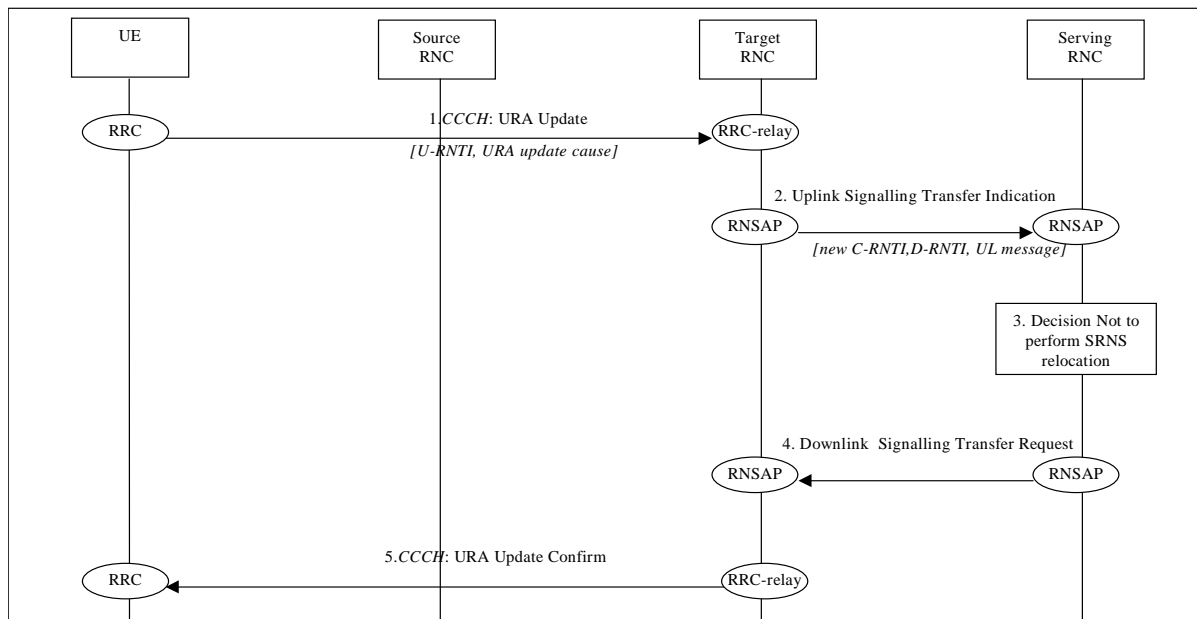 UE
Source
RNC
Target
RNC
Serving
RNC
1.CCCH: URA Update
RRC
RRC-relay
[U-RNTI, URA update cause]
2. Uplink Signalling Transfer Indication
RNSAP
RNSAP
[new C-RNTI,D-RNTI, UL message]
3. Decision Not to
perform SRNS
relocation
4. Downlink Signalling Transfer Request
RNSAP
RNSAP
5.CCCH: URA Update Confirm
RRC
RRC-relay